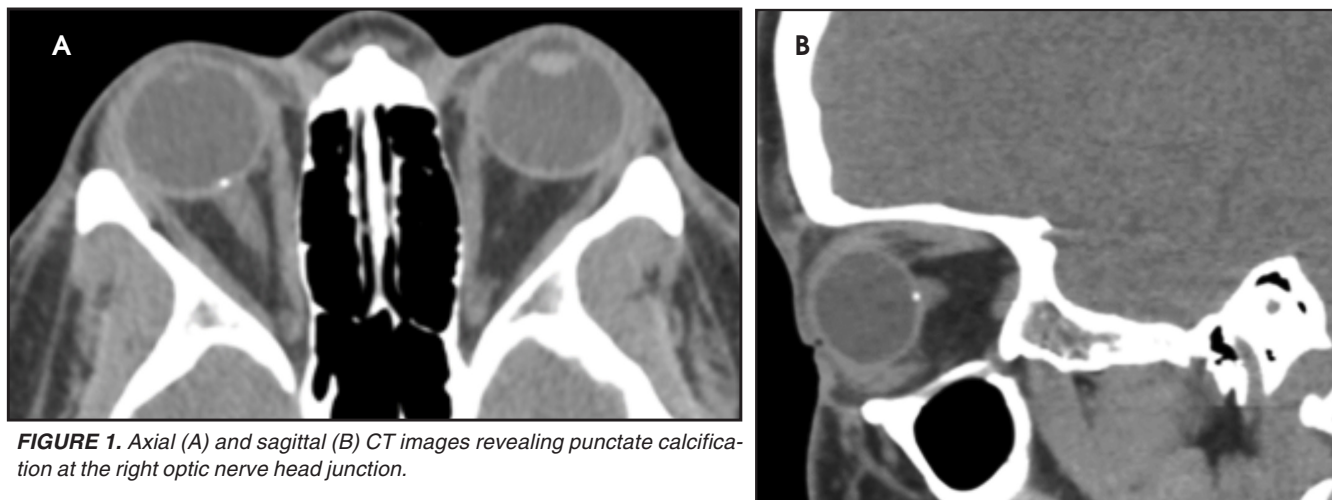 A
B
FIGURE 1. Axial (A) and sagittal (B) CT images revealing punctate calcifica-
tion at the right optic nerve head junction.